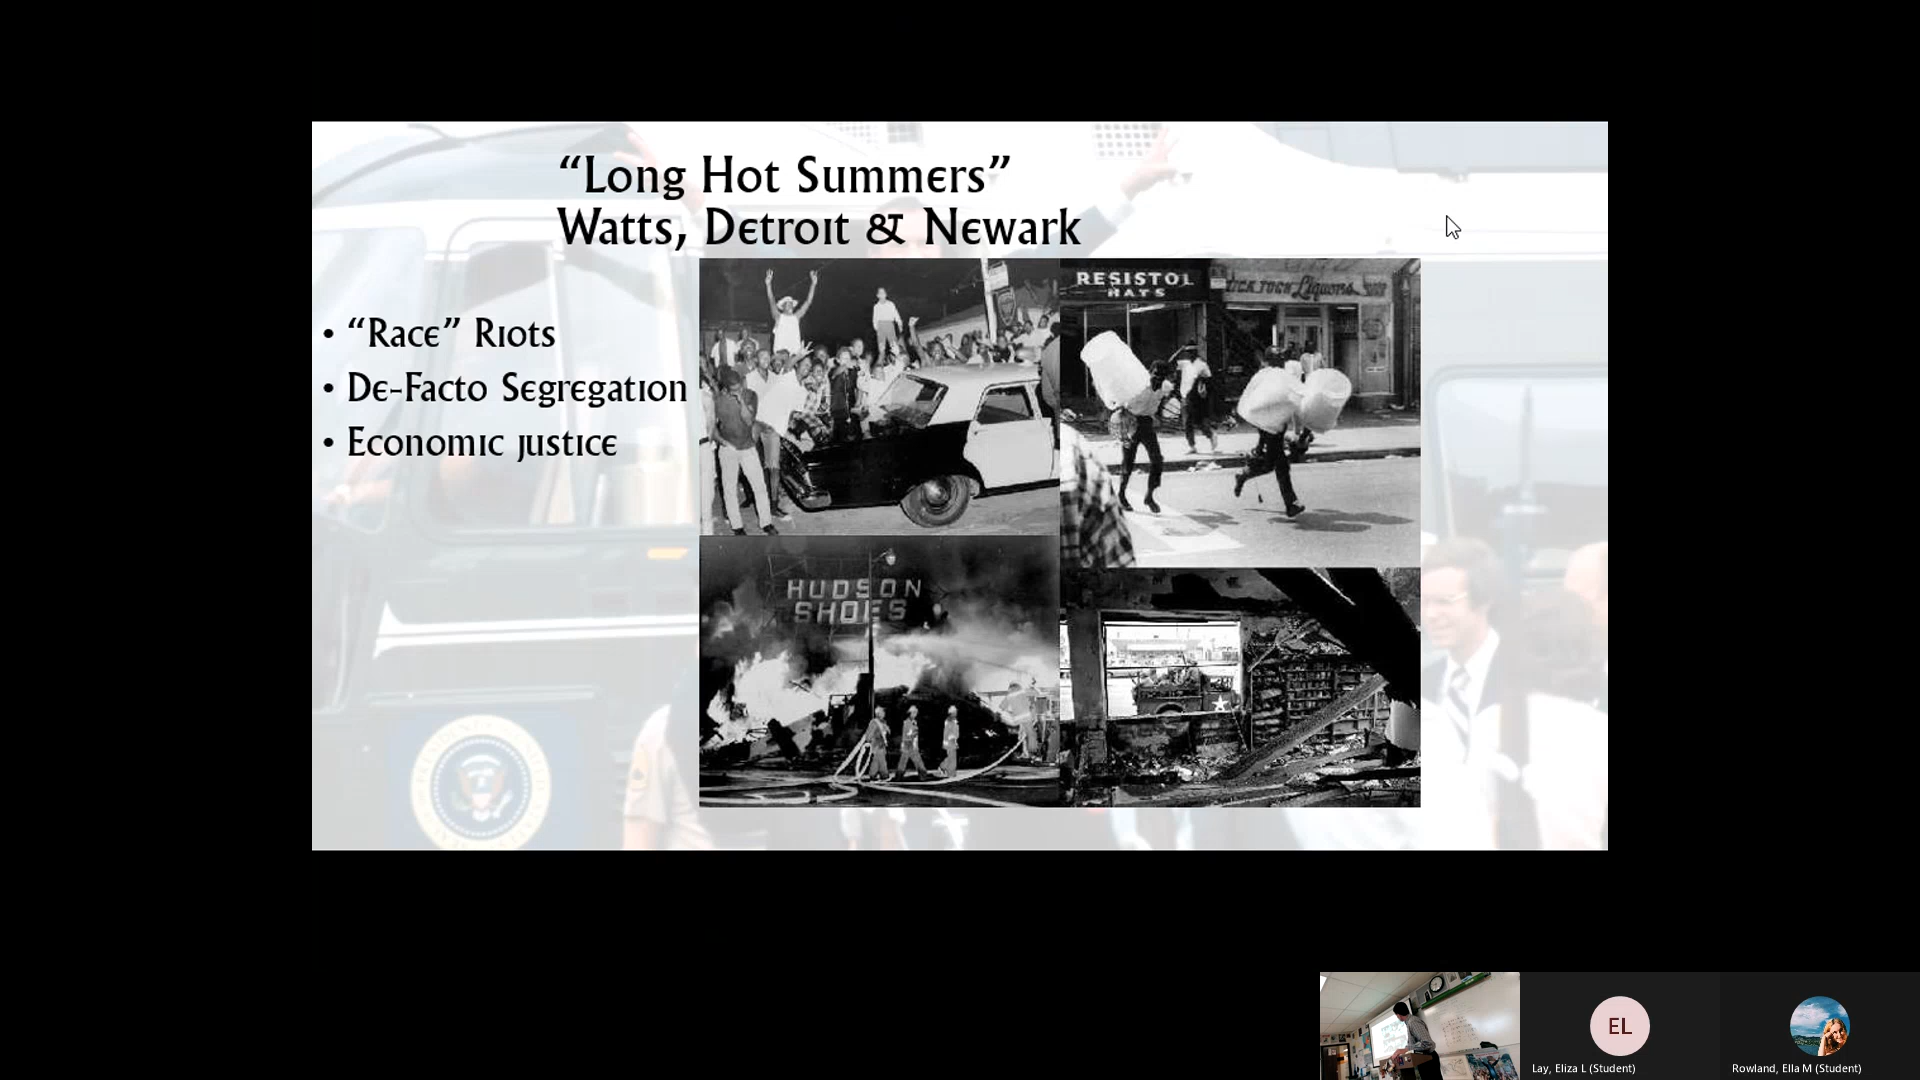 “Long Hot Summers”
Watts, Detroit & Newark
• “Race” Riots
• De-Facto Segregation
• Economic Justice
RESISTOL
HATS
Liquors
HUDSON
SHOES
EL
Lay, Eliza L (Student)
Rowland, Ella M (Student)